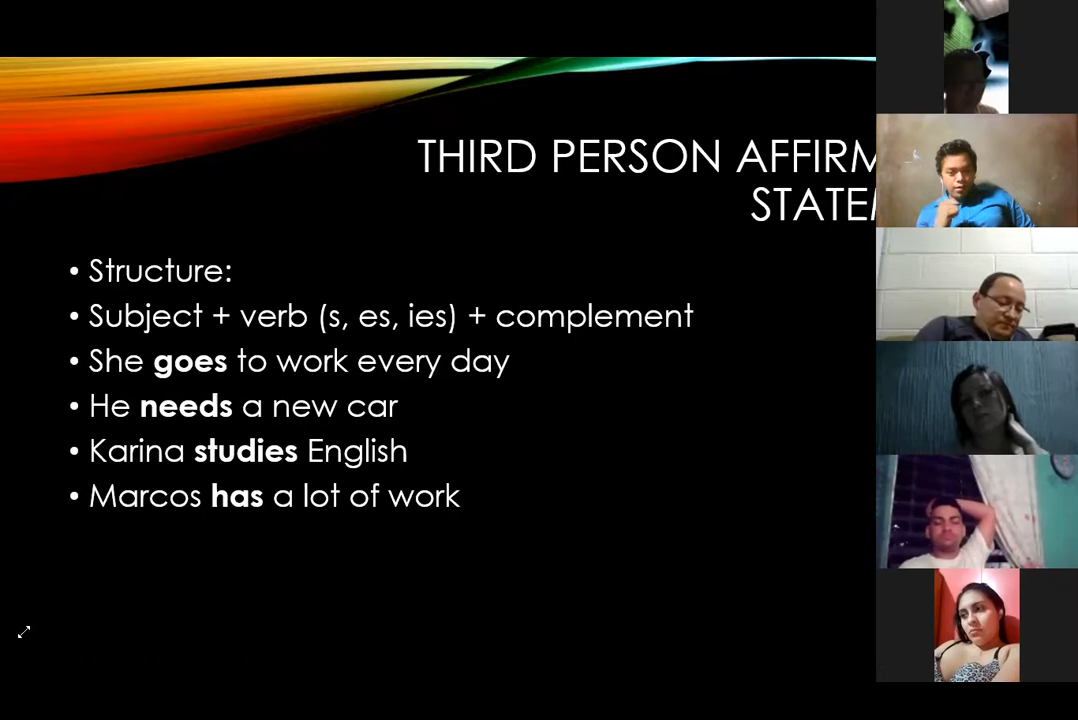 THIRD PERSON AFFIRM
STATEM
• Structure:
• Subject + verb (s, es, ies) + complement
• She goes to work every day
• He needs a new car
• Karina studies English
• Marcos has a lot of work